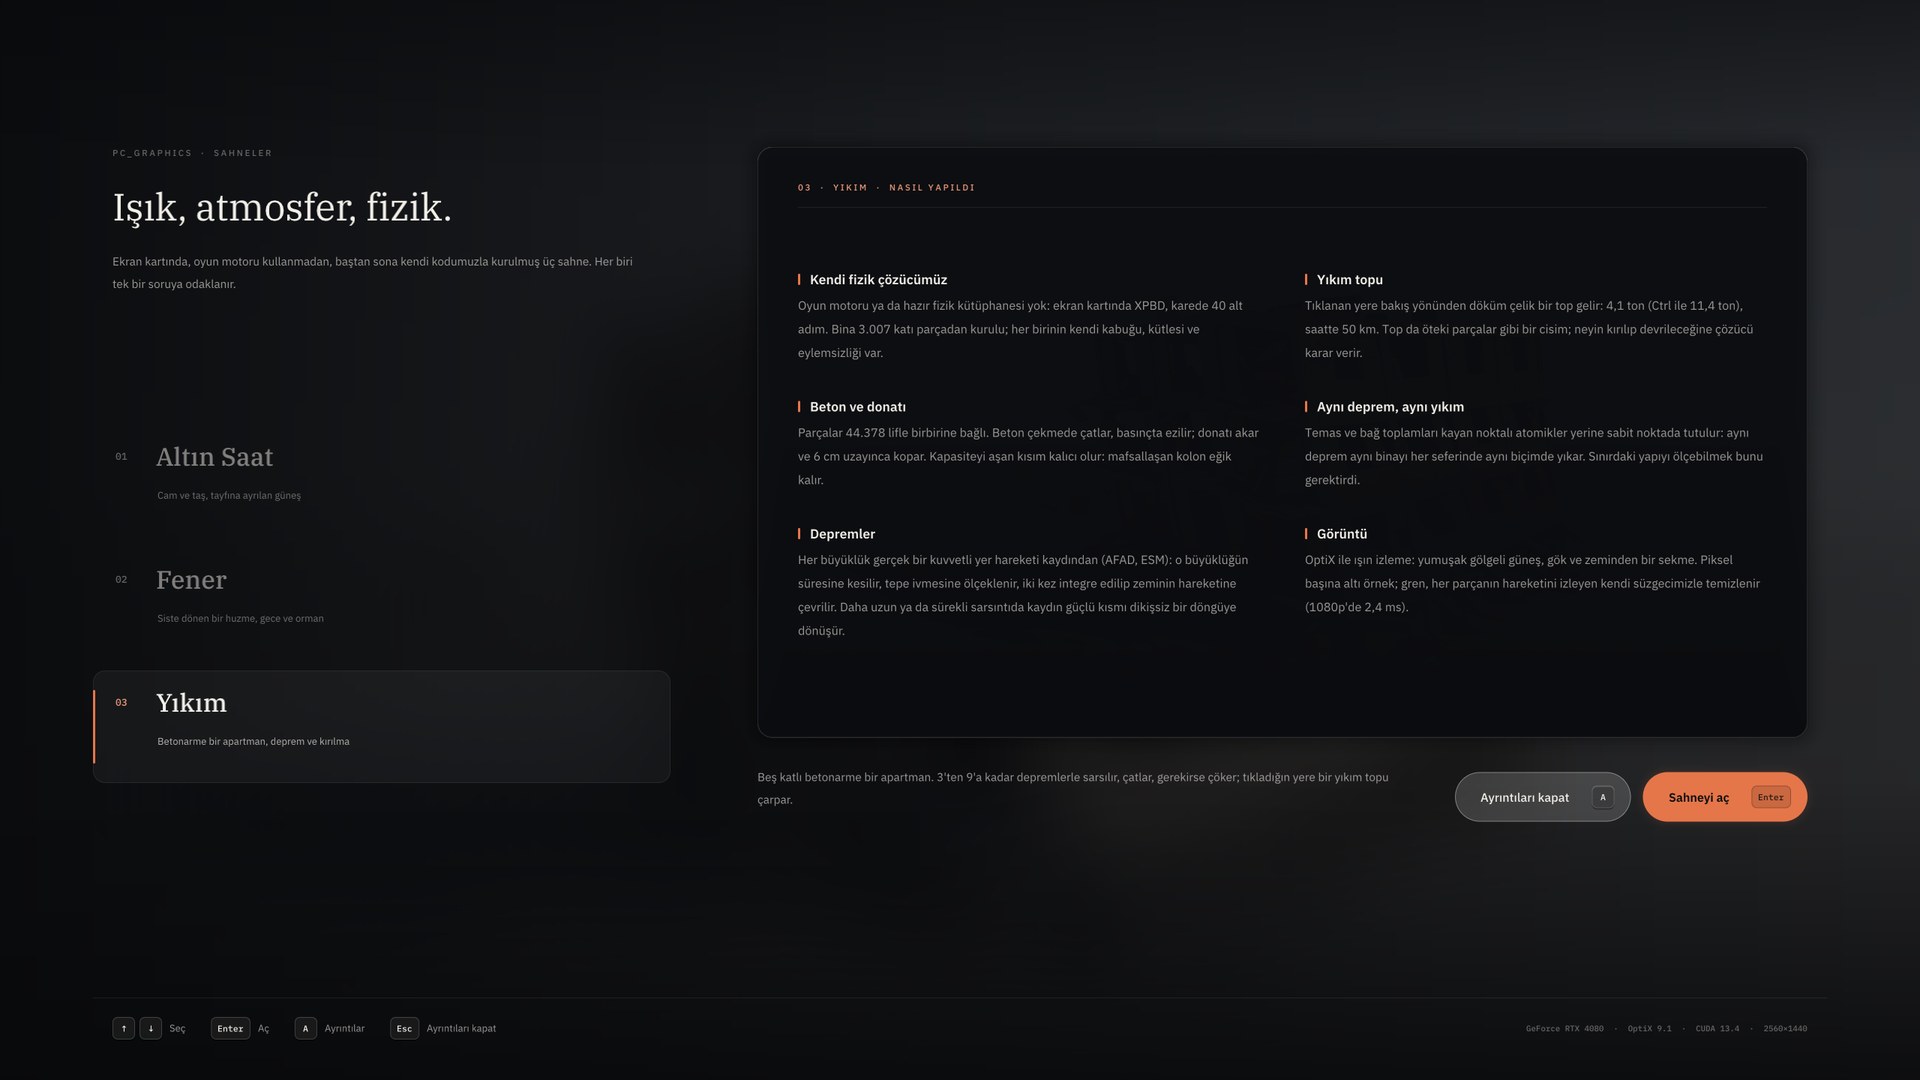 PC_GRAPHICS · SAHNELER
Işık, atmosfer, fizik.
Ekran kartında, oyun motoru kullanmadan, baştan sona kendi kodumuzla kurulmuş üç sahne. Her biri
tek bir soruya odaklanır.
01 Altın Saat
Cam ve taş, tayfına ayrılan güneş
02 Fener
Siste dönen bir huzme, gece ve orman
03 Yıkım
Betonarme bir apartman, deprem ve kırılma
03 · YIKIM · NASIL YAPILDI
Kendi fizik çözücümüz
Oyun motoru ya da hazır fizik kütüphanesi yok: ekran kartında XPBD, karede 40 alt
adım. Bina 3.007 katı parçadan kurulu; her birinin kendi kabuğu, kütlesi ve
eylemsizliği var.
Beton ve donatı
Parçalar 44.378 lifle birbirine bağlı. Beton çekmede çatlar, basınçta ezilir; donatı akar
ve 6 cm uzayınca kopar. Kapasiteyi aşan kısım kalıcı olur: mafsallaşan kolon eğik
kalır.
Depremler
Her büyüklük gerçek bir kuvvetli yer hareketi kaydından (AFAD, ESM): o büyüklüğün
süresine kesilir, tepe ivmesine ölçeklenir, iki kez integre edilip zeminin hareketine
çevrilir. Daha uzun ya da sürekli sarsıntıda kaydın güçlü kısmı dikişsiz bir döngüye
dönüşür.
Yıkım topu
Tıklanan yere bakış yönünden döküm çelik bir top gelir: 4,1 ton (Ctrl ile 11,4 ton),
saatte 50 km. Top da öteki parçalar gibi bir cisim; neyin kırılıp devrileceğine çözücü
karar verir.
Aynı deprem, aynı yıkım
Temas ve bağ toplamları kayan noktalı atomikler yerine sabit noktada tutulur: aynı
deprem aynı binayı her seferinde aynı biçimde yıkar. Sınırdaki yapıyı ölçebilmek bunu
gerektirdi.
Görüntü
OptiX ile ışın izleme: yumuşak gölgeli güneş, gök ve zeminden bir sekme. Piksel
başına altı örnek; gren, her parçanın hareketini izleyen kendi süzgecimizle temizlenir
(1080p'de 2,4 ms).
Beş katlı betonarme bir apartman. 3'ten 9'a kadar depremlerle sarsılır, çatlar, gerekirse çöker; tıkladığın yere bir yıkım topu
çarpar.
Ayrıntıları kapat A
Sahneyi aç Enter
↑ ↓ Seç Enter Aç A Ayrıntılar Esc Ayrıntıları kapat
GeForce RTX 4080 · OptiX 9.1 · CUDA 13.4 · 2560×1440